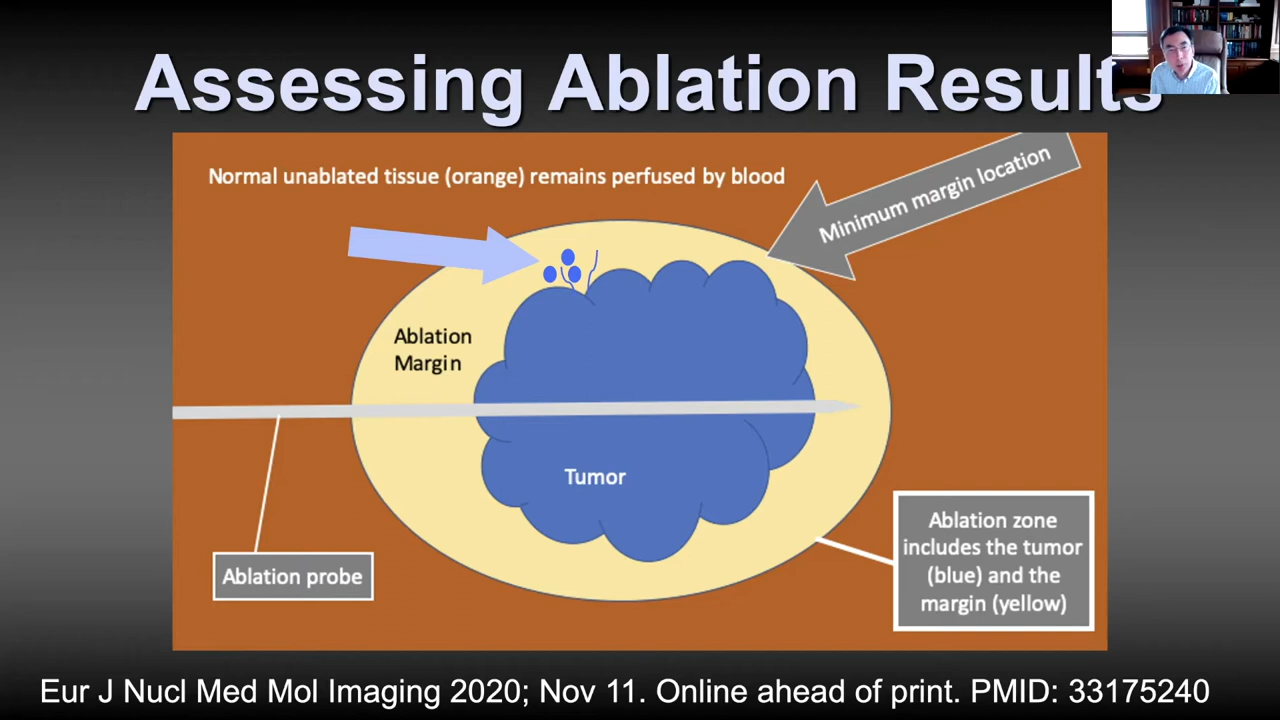 Assessing Ablation Results
Normal unablated tissue (orange) remains perfused by blood
Minimum margin location
Ablation
Margin
Tumor
Ablation probe
Ablation zone
includes the tumor
(blue) and the
margin (yellow)
Eur J Nucl Med Mol Imaging 2020; Nov 11. Online ahead of print. PMID: 33175240